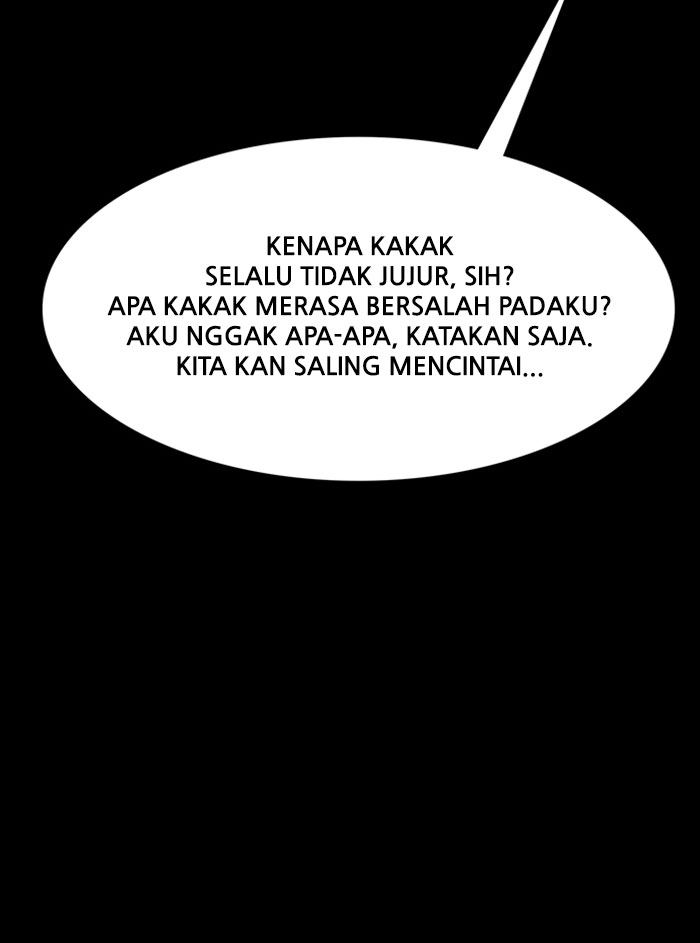 KENAPA KAKAK
SELALU TIDAK JUJUR, SIH?
APA KAKAK MERASA BERSALAH PADAKU?
AKU NGGAK APA-APA, KATAKAN SAJA.
KITA KAN SALING MENCINTAI...